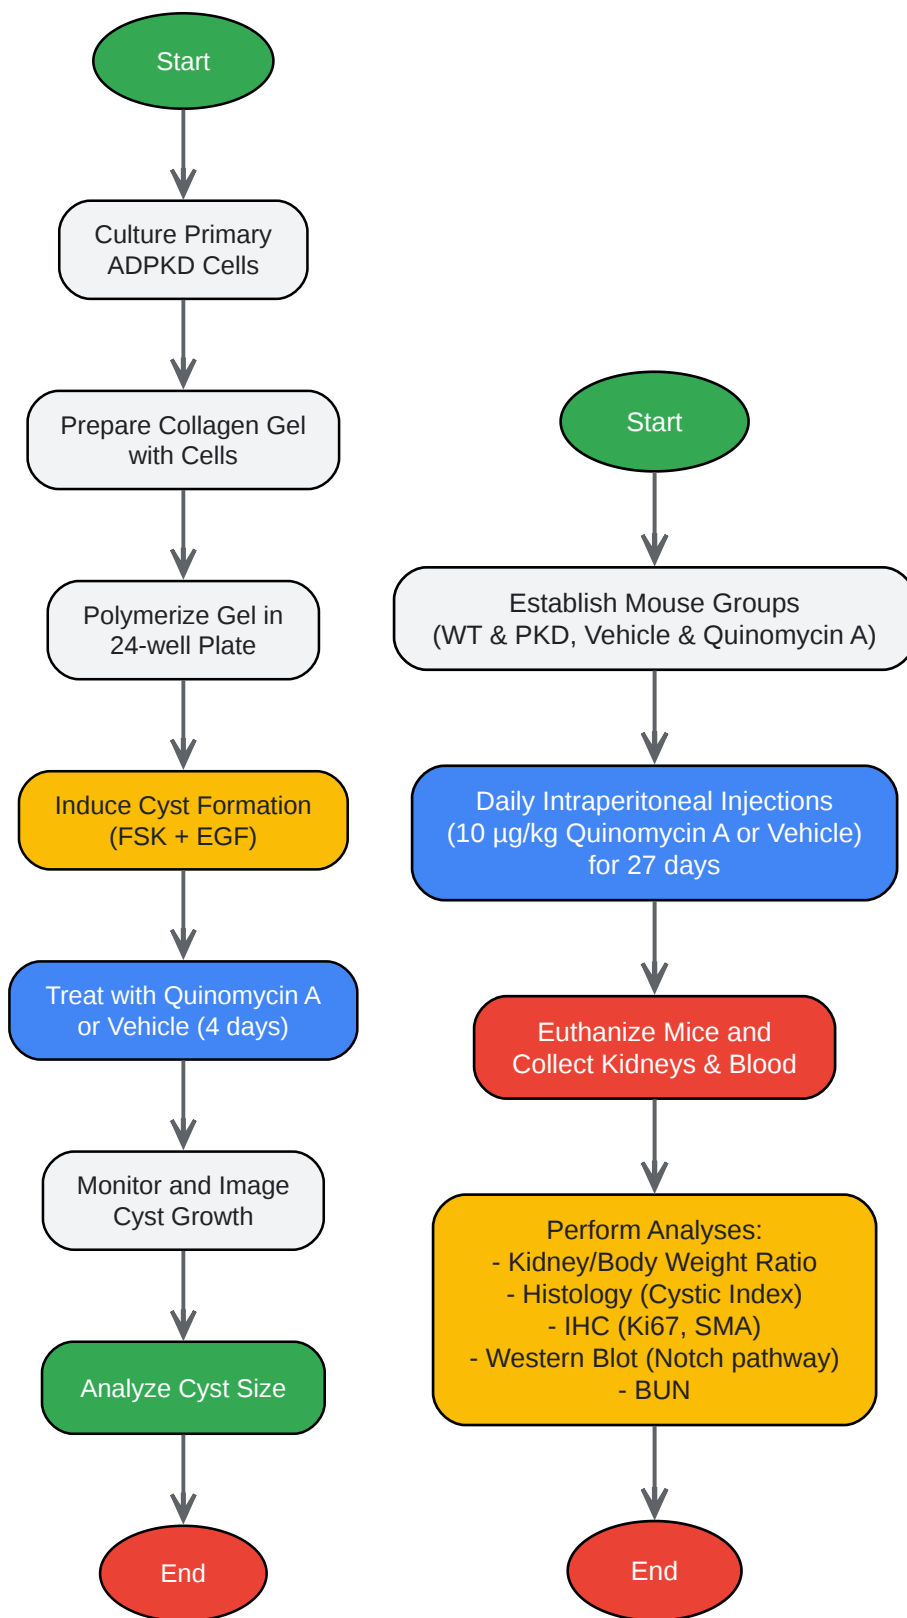 Start
Culture Primary
ADPKD Cells
Prepare Collagen Gel
with Cells
Polymerize Gel in
24-well Plate
Induce Cyst Formation
(FSK + EGF)
Treat with Quinomycin A
or Vehicle (4 days)
Monitor and Image
Cyst Growth
Analyze Cyst Size
End
Start
Establish Mouse Groups
(WT & PKD, Vehicle & Quinomycin A)
Daily Intraperitoneal Injections
(10 µg/kg Quinomycin A or Vehicle)
for 27 days
Euthanize Mice and
Collect Kidneys & Blood
Perform Analyses:
- Kidney/Body Weight Ratio
- Histology (Cystic Index)
- IHC (Ki67, SMA)
- Western Blot (Notch pathway)
- BUN
End